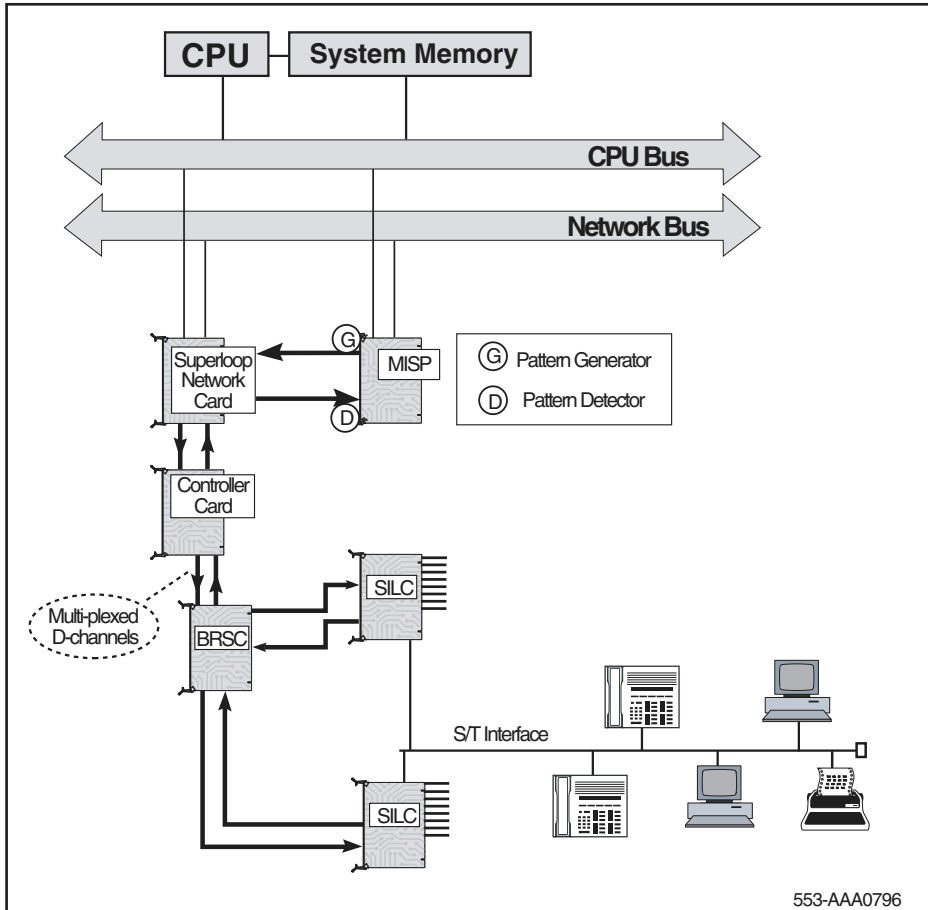 CPU
System Memory
CPU Bus
Network Bus
G
Superloop
Network
Card
MISP
D
G Pattern Generator
D Pattern Detector
Controller
Card
Multi-plexed
D-channels
SILC
BRSC
S/T Interface
SILC
553-AAA0796